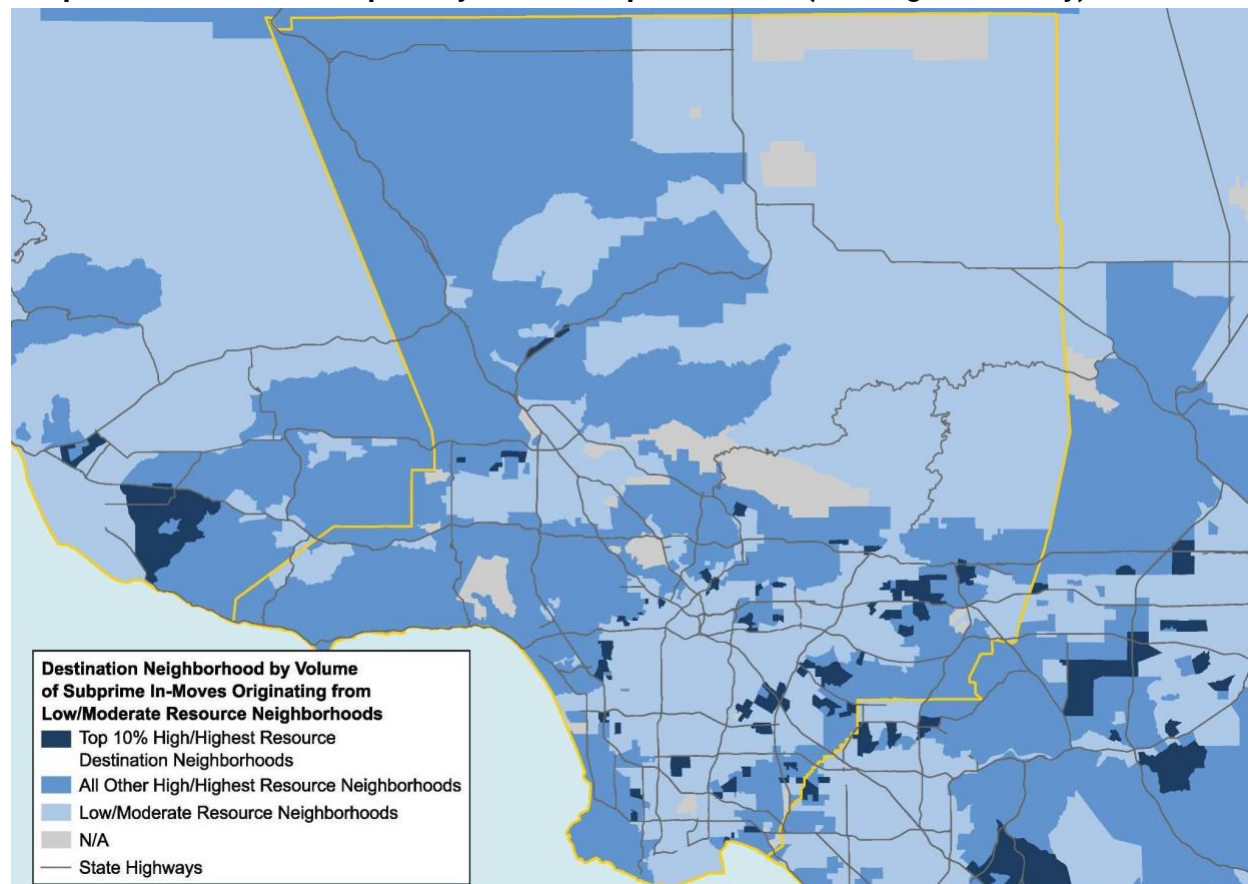 Destination Neighborhood by Volume
of Subprime In-Moves Originating from
Low/Moderate Resource Neighborhoods
Top 10% High/Highest Resource
Destination Neighborhoods
All Other High/Highest Resource Neighborhoods
Low/Moderate Resource Neighborhoods
N/A
State Highways